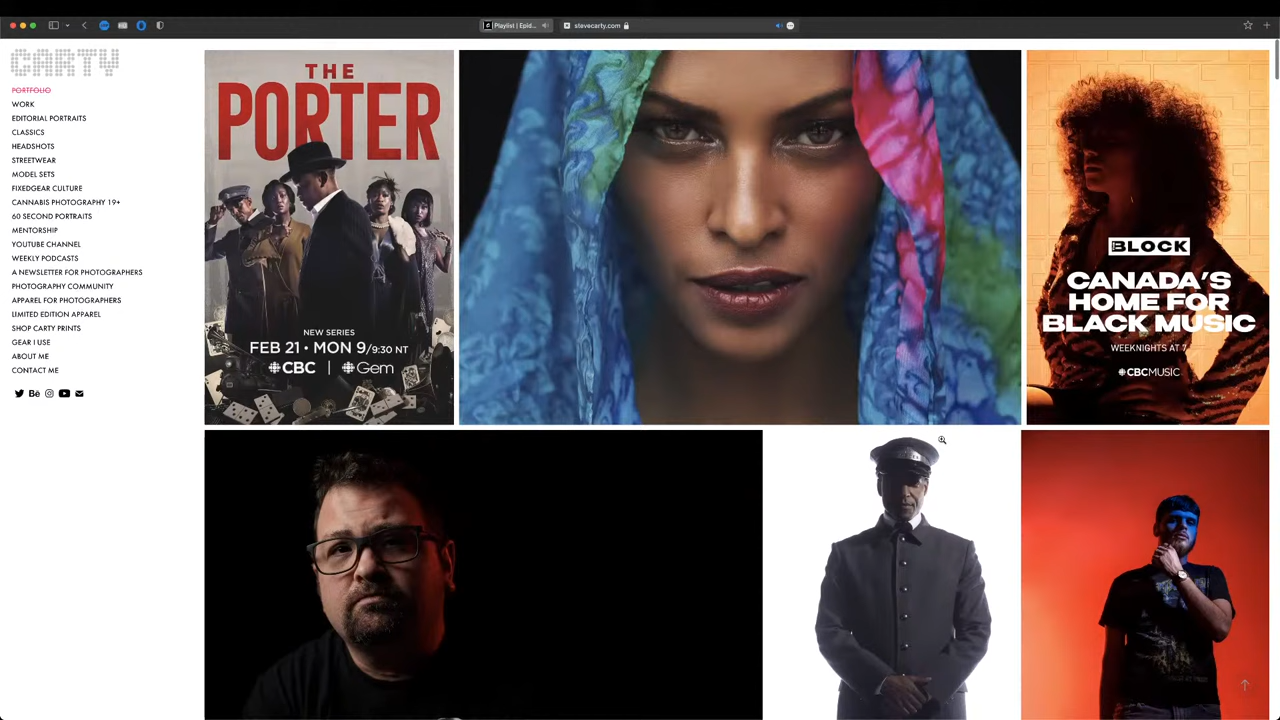 Playlist | Epid...
stevecarty.com
CARTY
PORTFOLIO
WORK
EDITORIAL PORTRAITS
CLASSICS
HEADSHOTS
STREETWEAR
MODEL SETS
FIXEDGEAR CULTURE
CANNABIS PHOTOGRAPHY 19+
60 SECOND PORTRAITS
MENTORSHIP
YOUTUBE CHANNEL
WEEKLY PODCASTS
A NEWSLETTER FOR PHOTOGRAPHERS
PHOTOGRAPHY COMMUNITY
APPAREL FOR PHOTOGRAPHERS
LIMITED EDITION APPAREL
SHOP CARTY PRINTS
GEAR I USE
ABOUT ME
CONTACT ME
Bē
THE
PORTER
NEW SERIES
FEB 21 • MON 9/9:30 NT
CBC | Gem
BLOCK
CANADA'S
HOME FOR
BLACK MUSIC
WEEKNIGHTS AT 7
CBCMUSIC